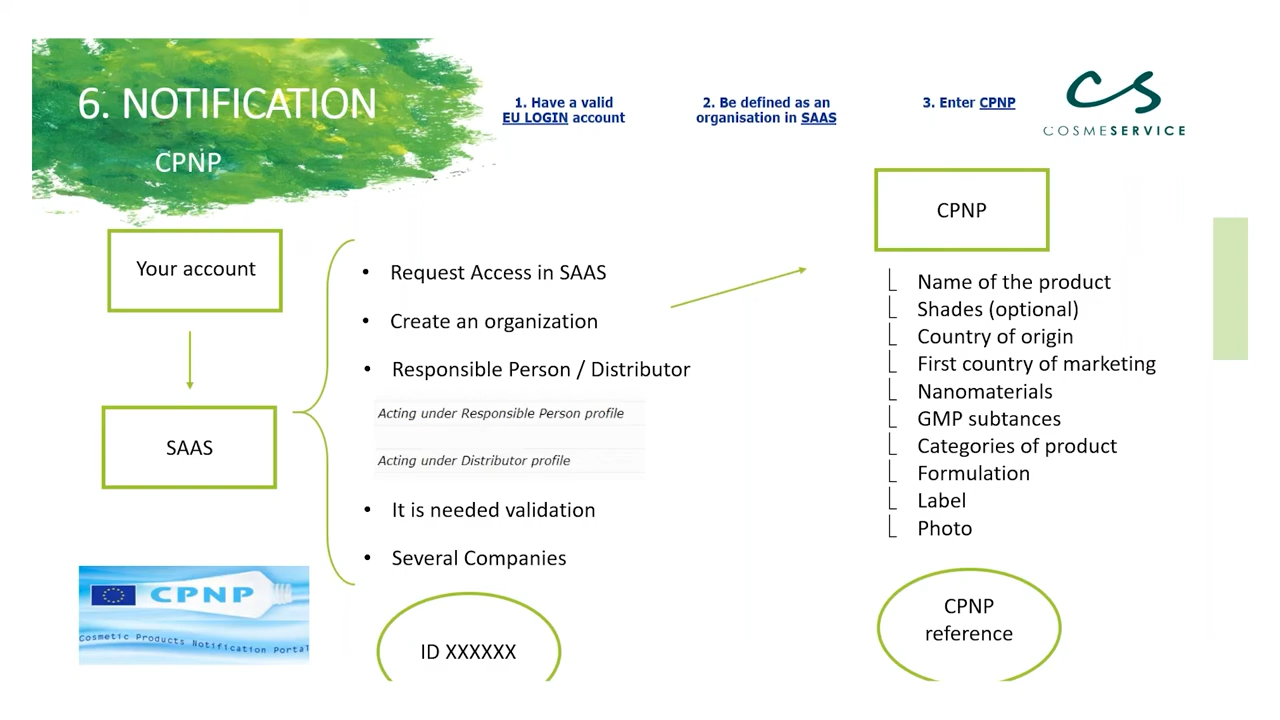 6. NOTIFICATION
CPNP
1. Have a valid
EU LOGIN account
2. Be defined as an
organisation in SAAS
3. Enter CPNP
CS
COSMESERVICE
Your account
SAAS
• Request Access in SAAS
• Create an organization
• Responsible Person / Distributor
Acting under Responsible Person profile
Acting under Distributor profile
• It is needed validation
• Several Companies
ID XXXXXX
CPNP
Name of the product
Shades (optional)
Country of origin
First country of marketing
Nanomaterials
GMP subtances
Categories of product
Formulation
Label
Photo
CPNP
reference
CPNP
Cosmetic Products Notification Portal